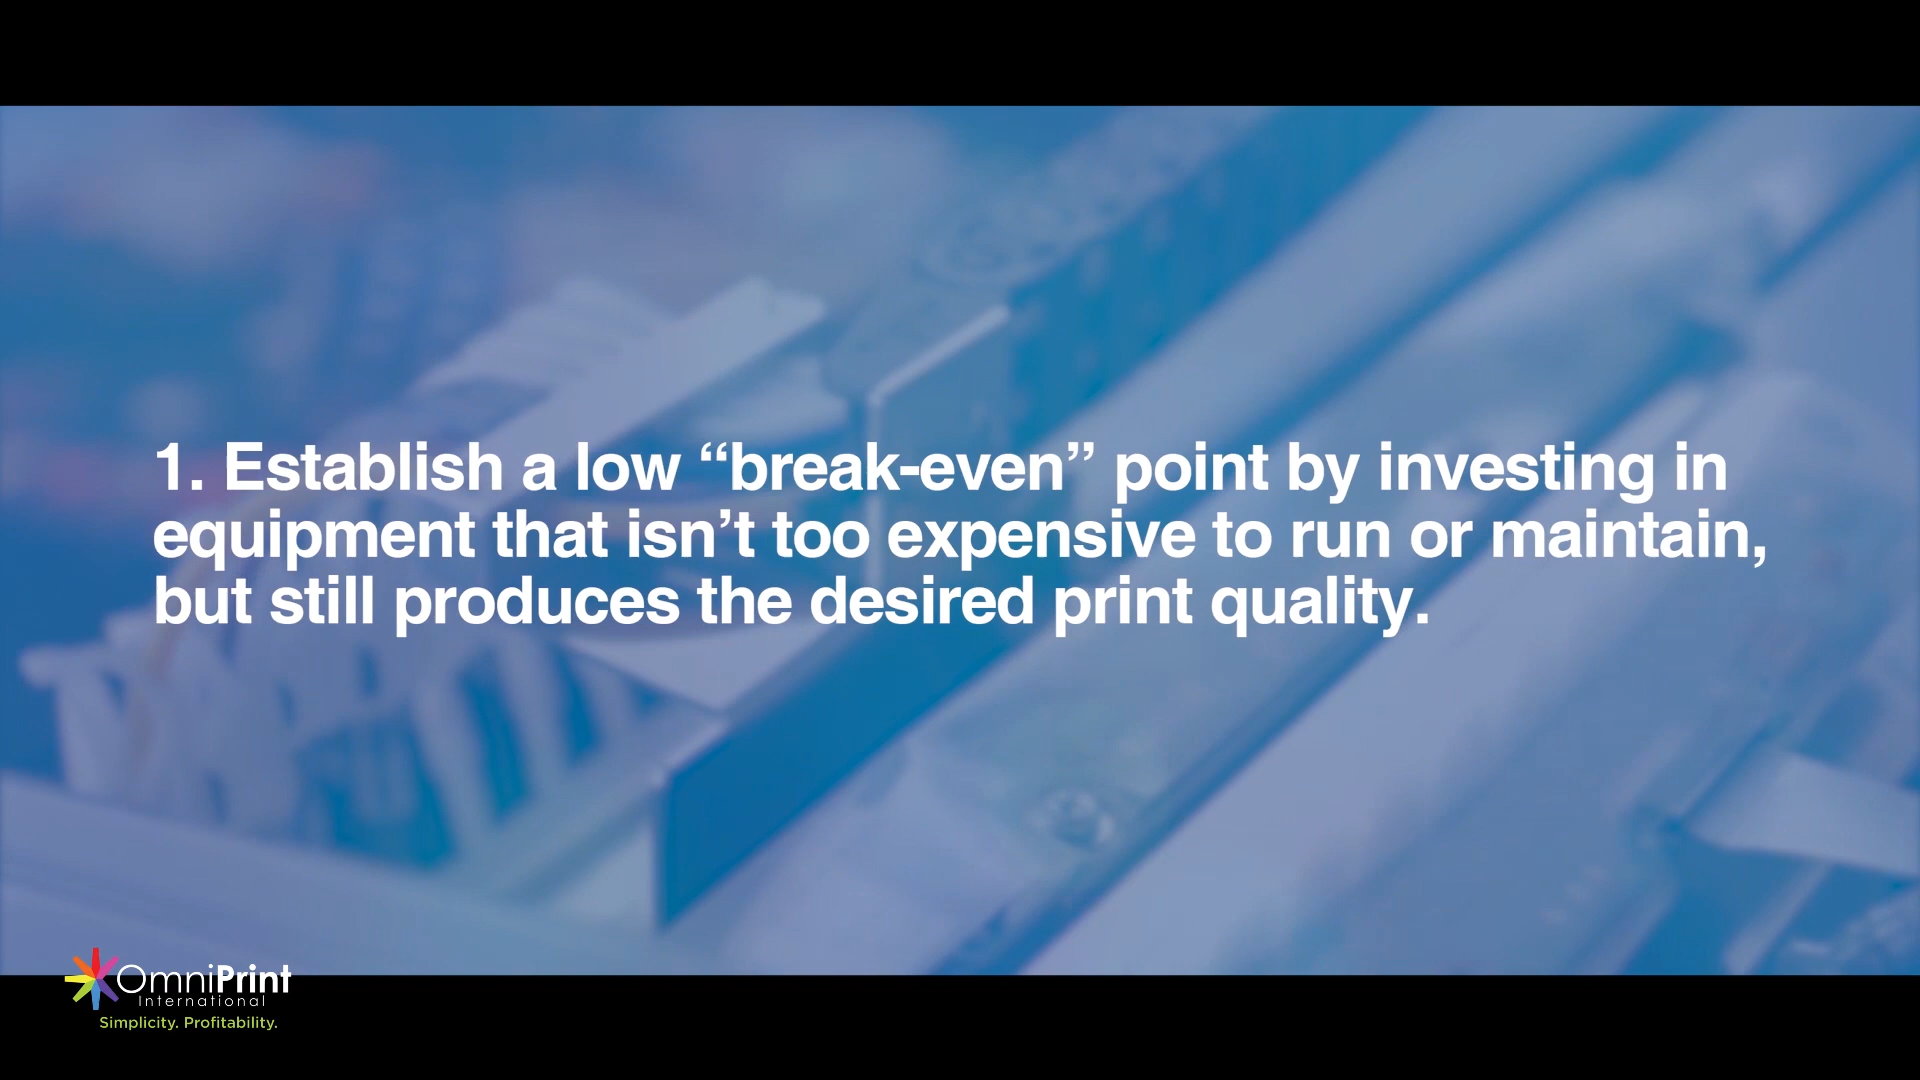 1. Establish a low “break-even” point by investing in
equipment that isn’t too expensive to run or maintain,
but still produces the desired print quality.
OmniPrint
International
Simplicity. Profitability.